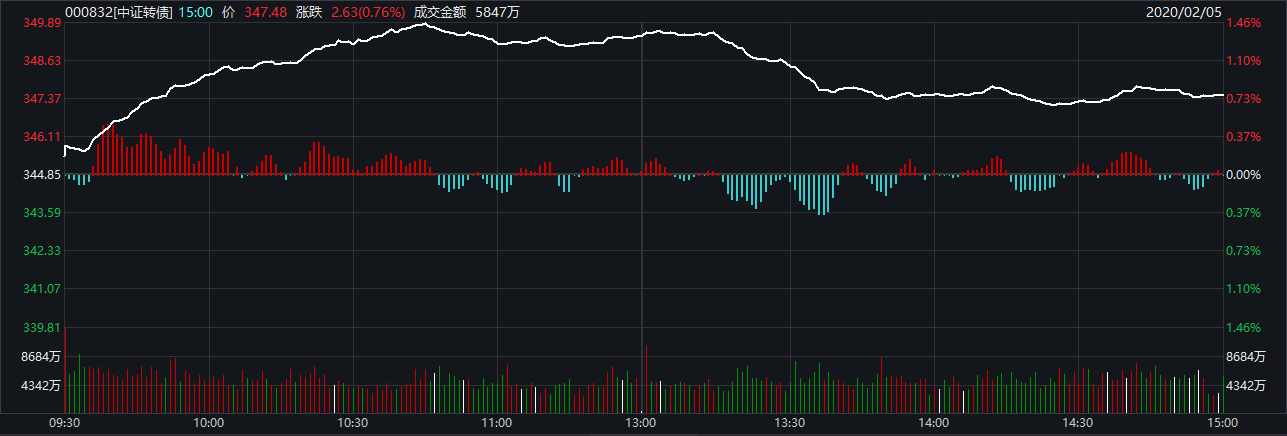 000832[中证转债] 15:00 价 347.48 涨跌 2.63(0.76%) 成交金额 5847万 2020/02/05
349.89 1.46%
348.63 1.10%
347.37 0.73%
346.11 0.37%
344.85 0.00%
343.59 0.37%
342.33 0.73%
341.07 1.10%
339.81 1.46%
8684万 8684万
4342万 4342万
09:30 10:00 10:30 11:00 13:00 13:30 14:00 14:30 15:00